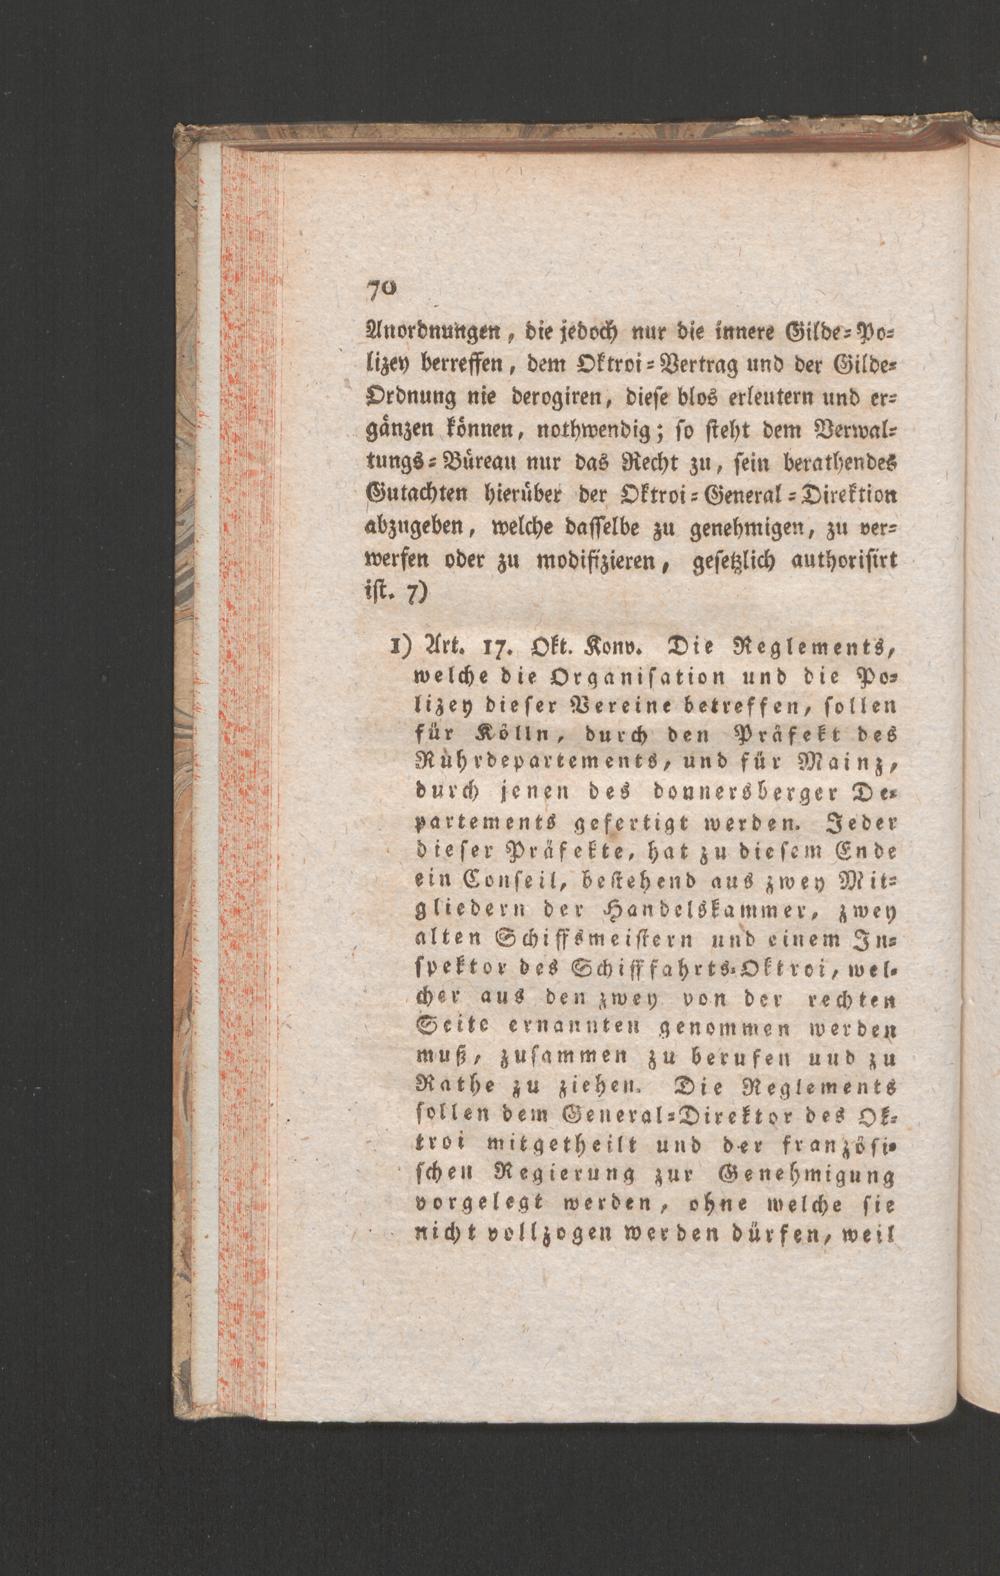 70
Anordnungen, die jedoch nur die innere Gilde-Po-
lizey berreffen, dem Oktroi-Vertrag und der Gilde-
Ordnung nie derogiren, diese blos erleutern und er-
gänzen können, nothwendig; so steht dem Verwal-
tungs-Büreau nur das Recht zu, sein berathendes
Gutachten hierüber der Oktroi-General-Direktion
abzugeben, welche dasselbe zu genehmigen, zu ver-
werfen oder zu modifizieren, gesetzlich authorisirt
ist. 7)
1) Art. 17. Okt. Konv. Die Reglements,
welche die Organisation und die Po-
lizey dieser Vereine betreffen, sollen
für Kölln, durch den Präfekt des
Rührdepartements, und für Mainz,
durch jenen des donnersberger De-
partements gefertigt werden. Jeder
dieser Präfekte, hat zu diesem Ende
ein Conseil, bestehend aus zwey Mit-
gliedern der Handelskammer, zwey
alten Schiffsmeistern und einem In-
spektor des Schifffahrts-Oktroi, wel-
cher aus den zwey von der rechten
Seite ernannten genommen werden
muß, zusammen zu berufen uud zu
Rathe zu ziehen. Die Reglements
sollen dem General-Direktor des Ok-
troi mitgetheilt und der französi-
schen Regierung zur Genehmigung
vorgelegt werden, ohne welche sie
nicht vollzogen werden dürfen, weil